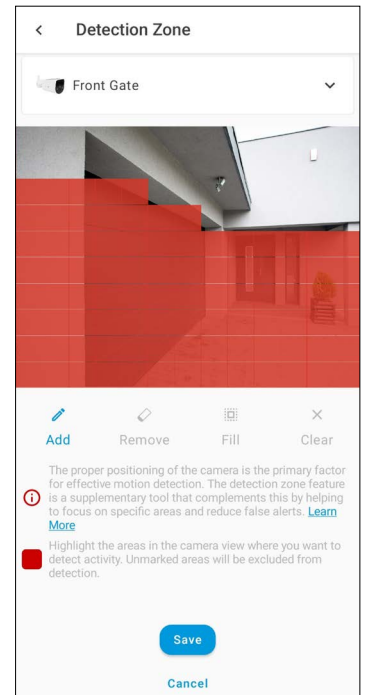 Detection Zone
Front Gate
Add Remove Fill Clear
The proper positioning of the camera is the primary factor
for effective motion detection. The detection zone feature
is a supplementary tool that complements this by helping
to focus on specific areas and reduce false alerts. Learn
More
Highlight the areas in the camera view where you want to
detect activity. Unmarked areas will be excluded from
detection.
Save
Cancel